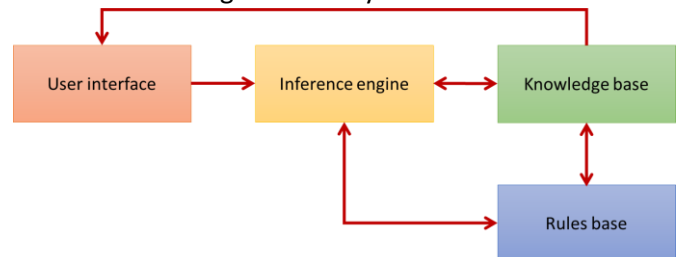 User interface
Inference engine
Knowledge base
Rules base